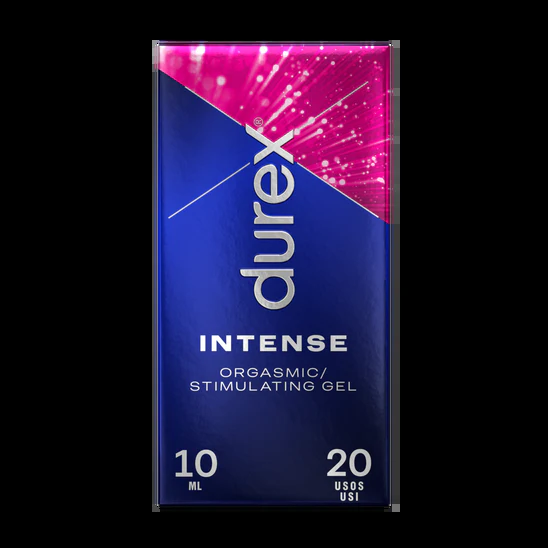 durex®
INTENSE
ORGASMIC/
STIMULATING GEL
10
ML
20
USOS
USI